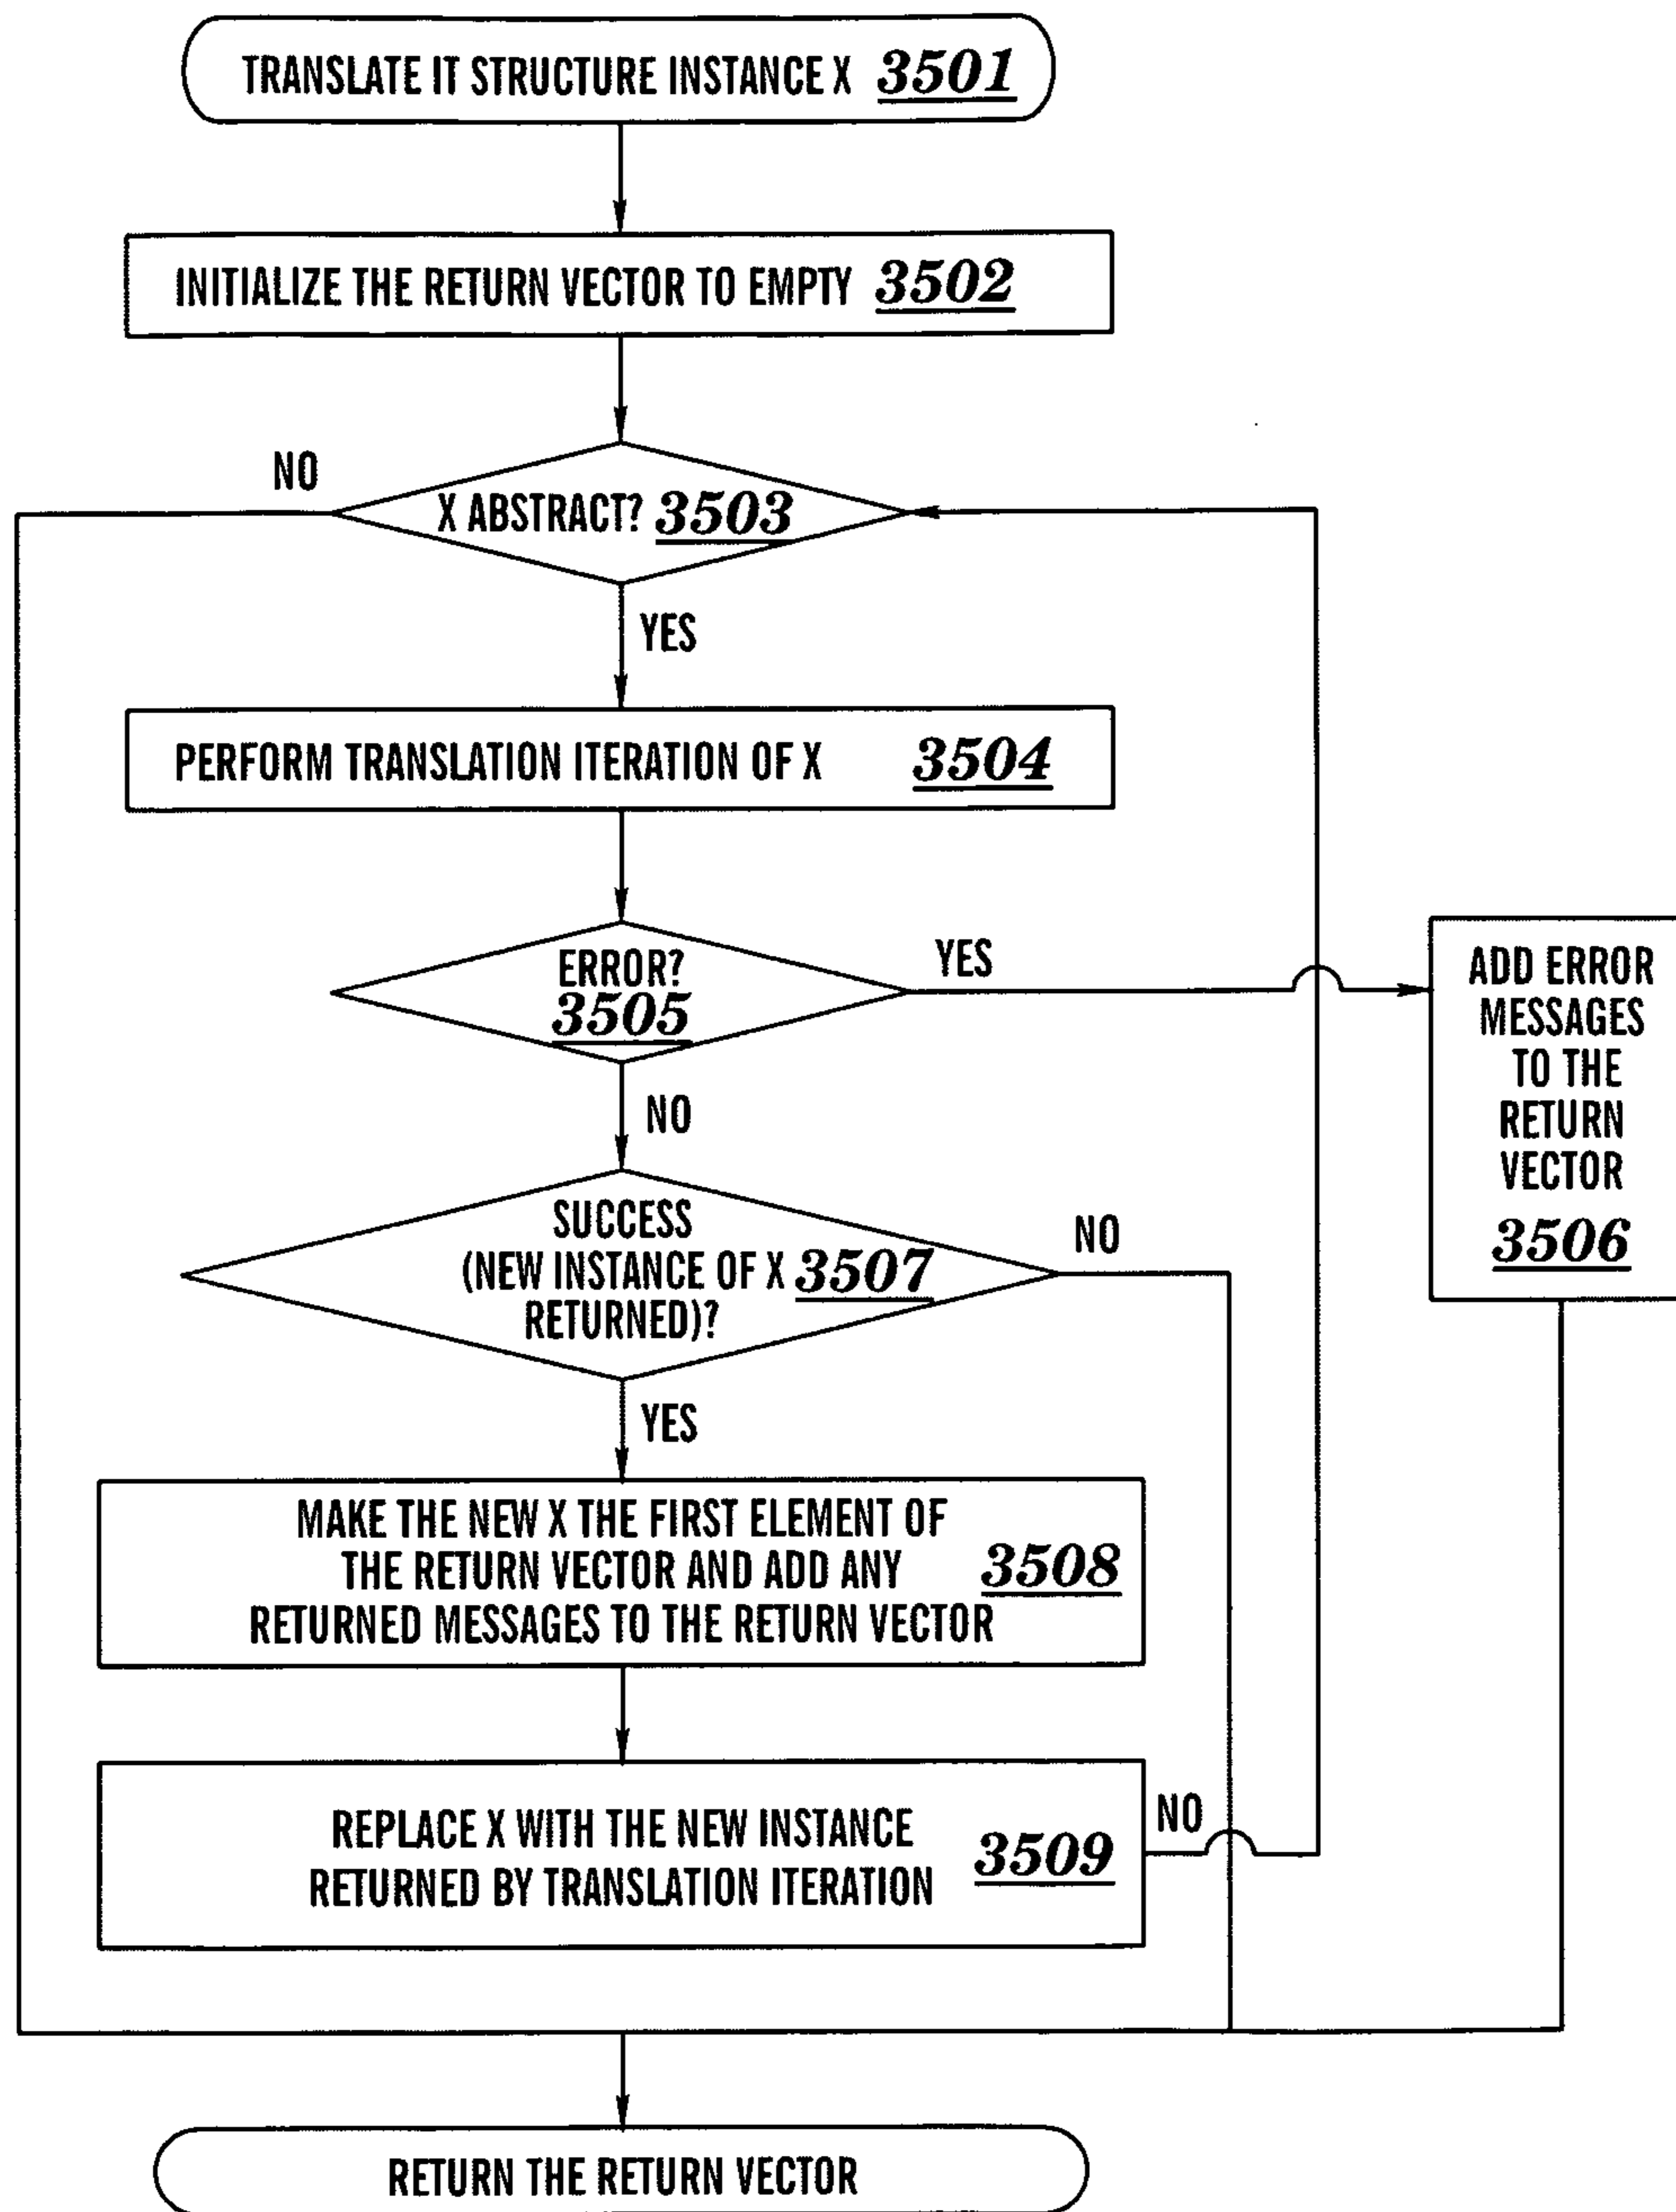 TRANSLATE IT STRUCTURE INSTANCE X 3501
INITIALIZE THE RETURN VECTOR TO EMPTY 3502
NO
X ABSTRACT? 3503
YES
PERFORM TRANSLATION ITERATION OF X 3504
ERROR?
3505
YES
NO
ADD ERROR
MESSAGES
TO THE
RETURN
VECTOR
3506
SUCCESS
(NEW INSTANCE OF X 3507
RETURNED)?
NO
YES
MAKE THE NEW X THE FIRST ELEMENT OF
THE RETURN VECTOR AND ADD ANY 3508
RETURNED MESSAGES TO THE RETURN VECTOR
REPLACE X WITH THE NEW INSTANCE
RETURNED BY TRANSLATION ITERATION 3509
NO
RETURN THE RETURN VECTOR